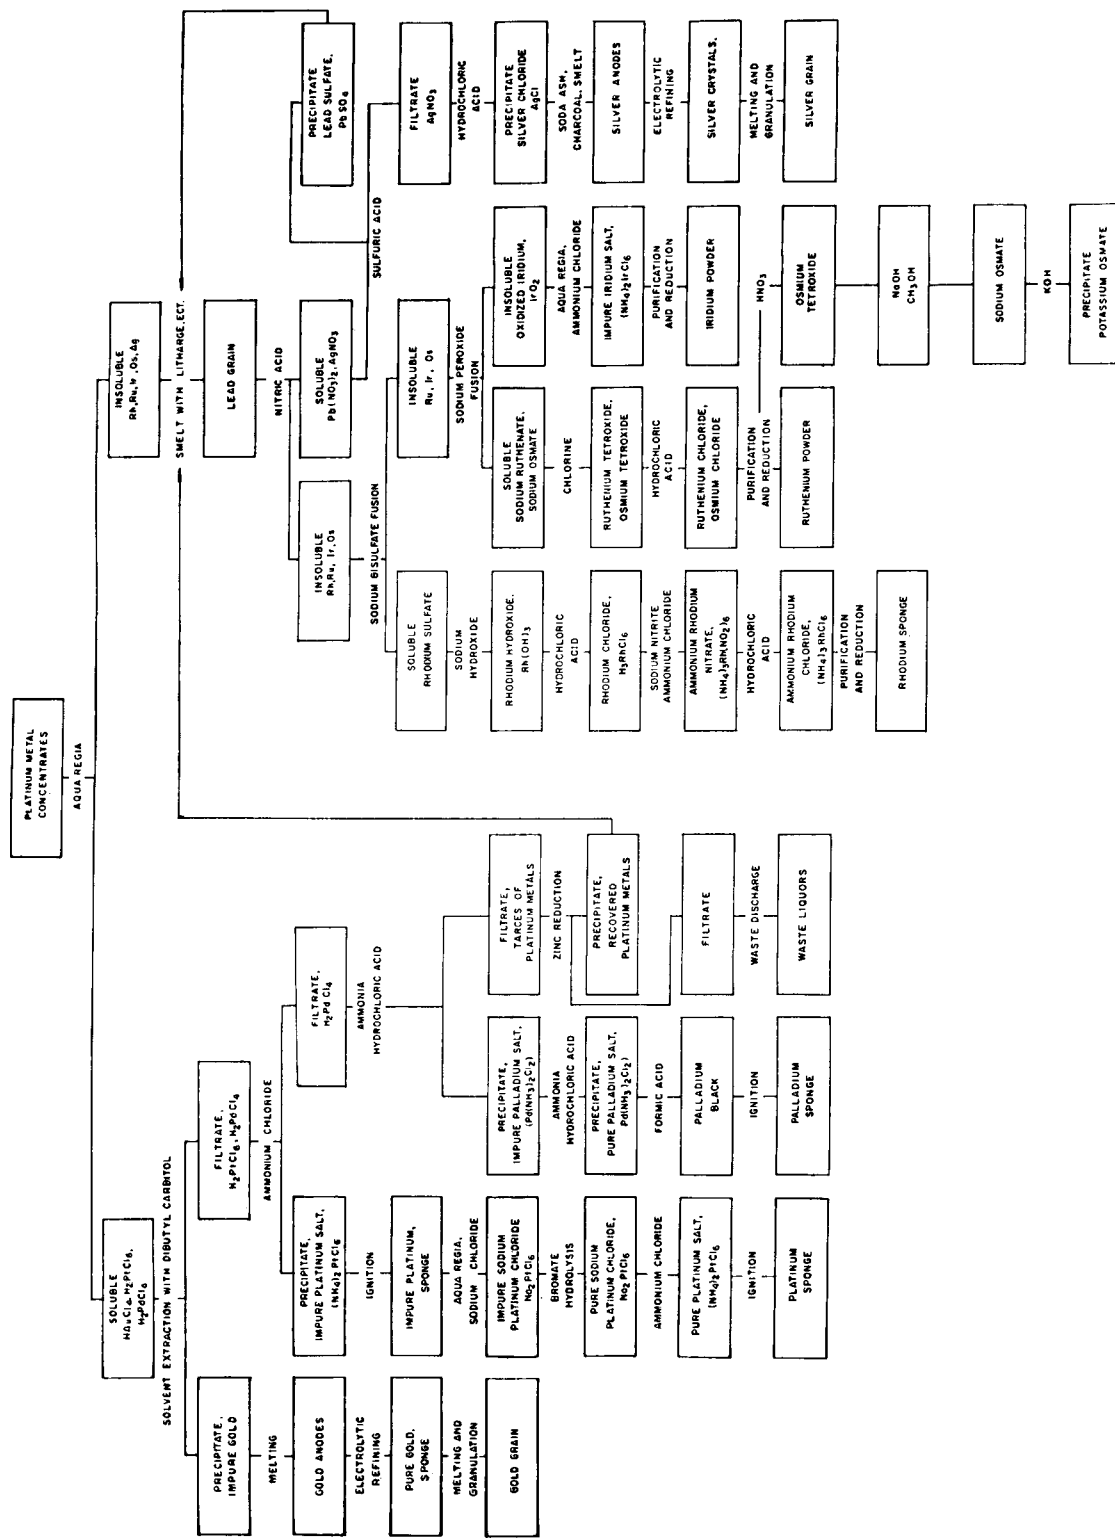 PLATINUM METAL
CONCENTRATES
AQUA REGIA
SOLUBLE
HAuCl4, H2PtCl6,
H2PdCl4
SOLVENT EXTRACTION WITH DIBUTYL CARBITOL
PRECIPITATE,
IMPURE GOLD
MELTING
GOLD ANODES
ELECTROLYTIC
REFINING
PURE GOLD,
SPONGE
MELTING AND
GRANULATION
GOLD GRAIN
FILTRATE,
H2PtCl6, H2PdCl4
AMMONIUM CHLORIDE
PRECIPITATE,
IMPURE PLATINUM SALT,
(NH4)2 PtCl6
IGNITION
IMPURE PLATINUM,
SPONGE
AQUA REGIA,
SODIUM CHLORIDE
IMPURE SODIUM
PLATINUM CHLORIDE
Na2PtCl6
BROMATE
HYDROLYSIS
PURE SODIUM
PLATINUM CHLORIDE,
Na2PtCl6
AMMONIUM CHLORIDE
PURE PLATINUM SALT,
(NH4)2PtCl6
IGNITION
PLATINUM
SPONGE
FILTRATE,
H2PdCl4
AMMONIA
HYDROCHLORIC ACID
PRECIPITATE,
IMPURE PALLADIUM SALT,
(Pd(NH3)2Cl2)
AMMONIA
HYDROCHLORIC ACID
PRECIPITATE,
PURE PALLADIUM SALT,
Pd(NH3)2Cl2)
FORMIC ACID
PALLADIUM
BLACK
IGNITION
PALLADIUM
SPONGE
FILTRATE,
TARCES OF
PLATINUM METALS
ZINC REDUCTION
PRECIPITATE,
RECOVERED
PLATINUM METALS
FILTRATE
WASTE DISCHARGE
WASTE LIQUORS
INSOLUBLE
Rh,Ru,Ir,Os,Ag
SMELT WITH LITHARGE, ECT.
LEAD GRAIN
NITRIC ACID
INSOLUBLE
Rh,Ru, Ir,Os
SODIUM BISULFATE FUSION
SOLUBLE
RHODIUM SULFATE
SODIUM
HYDROXIDE
RHODIUM HYDROXIDE,
Rh(OH)3
HYDROCHLORIC
ACID
RHODIUM CHLORIDE,
H3RhCl6
SODIUM NITRITE
AMMONIUM CHLORIDE
AMMONIUM RHODIUM
NITRATE,
(NH4)3Rh(NO2)6
HYDROCHLORIC
ACID
AMMONIUM RHODIUM
CHLORIDE,
(NH4)3RhCl6
PURIFICATION
AND REDUCTION
RHODIUM SPONGE
INSOLUBLE
Ru, Ir, Os
SODIUM PEROXIDE
FUSION
SOLUBLE
SODIUM RUTHENATE,
SODIUM OSMATE
CHLORINE
RUTHENIUM TETROXIDE,
OSMIUM TETROXIDE
HYDROCHLORIC
ACID
RUTHENIUM CHLORIDE,
OSMIUM CHLORIDE
PURIFICATION
AND REDUCTION
RUTHENIUM POWDER
INSOLUBLE
OXIDIZED IRIDIUM,
IrO2
AQUA REGIA,
AMMONIUM CHLORIDE
IMPURE IRIDIUM SALT,
(NH4)2IrCl6
PURIFICATION
AND REDUCTION
IRIDIUM POWDER
HNO3
OSMIUM
TETROXIDE
NaOH
CH3OH
SODIUM OSMATE
KOH
PRECIPITATE
POTASSIUM OSMATE
SOLUBLE
Pb(NO3)2,AgNO3
SULFURIC ACID
PRECIPITATE
LEAD SULFATE,
PbSO4
FILTRATE
AgNO3
HYDROCHLORIC
ACID
PRECIPITATE
SILVER CHLORIDE
AgCl
SODA ASH,
CHARCOAL, SMELT
SILVER ANODES
ELECTROLYTIC
REFINING
SILVER CRYSTALS,
MELTING AND
GRANULATION
SILVER GRAIN